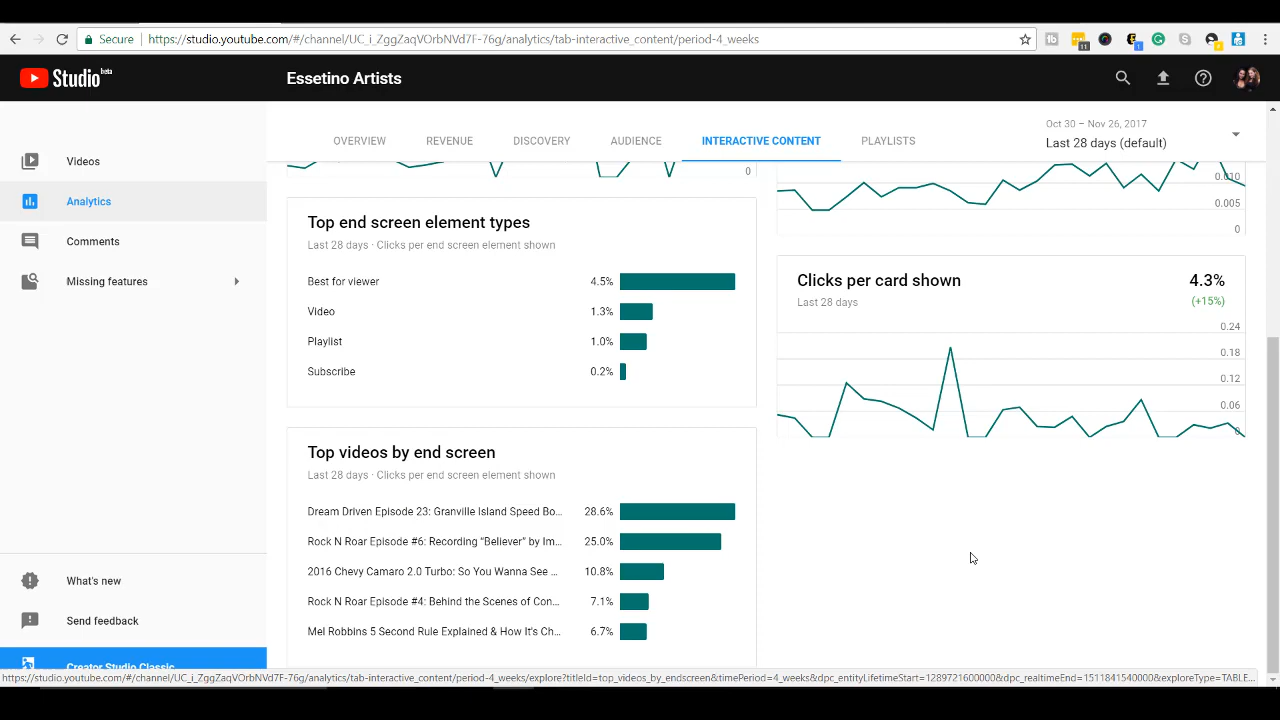 Secure
https://studio.youtube.com/#/channel/UC_i_ZggZaqVOrbNVd7F-76g/analytics/tab-interactive_content/period-4_weeks
tb
11
1
4
Studio beta
Essetino Artists
Videos
Analytics
Comments
Missing features
What's new
Send feedback
Creator Studio Classic
OVERVIEW
REVENUE
DISCOVERY
AUDIENCE
INTERACTIVE CONTENT
PLAYLISTS
Oct 30 – Nov 26, 2017
Last 28 days (default)
0
Top end screen element types
Last 28 days · Clicks per end screen element shown
Best for viewer 4.5%
Video 1.3%
Playlist 1.0%
Subscribe 0.2%
Top videos by end screen
Last 28 days · Clicks per end screen element shown
Dream Driven Episode 23: Granville Island Speed Bo... 28.6%
Rock N Roar Episode #6: Recording “Believer” by Im... 25.0%
2016 Chevy Camaro 2.0 Turbo: So You Wanna See ... 10.8%
Rock N Roar Episode #4: Behind the Scenes of Con... 7.1%
Mel Robbins 5 Second Rule Explained & How It's Ch... 6.7%
0.010
0.005
0
Clicks per card shown 4.3%
Last 28 days (+15%)
0.24
0.18
0.12
0.06
0
https://studio.youtube.com/#/channel/UC_i_ZggZaqVOrbNVd7F-76g/analytics/tab-interactive_content/period-4_weeks/explore?titleId=top_videos_by_endscreen&timePeriod=4_weeks&dpc_entityLifetimeStart=1289721600000&dpc_realtimeEnd=1511841540000&exploreType=TABLE...